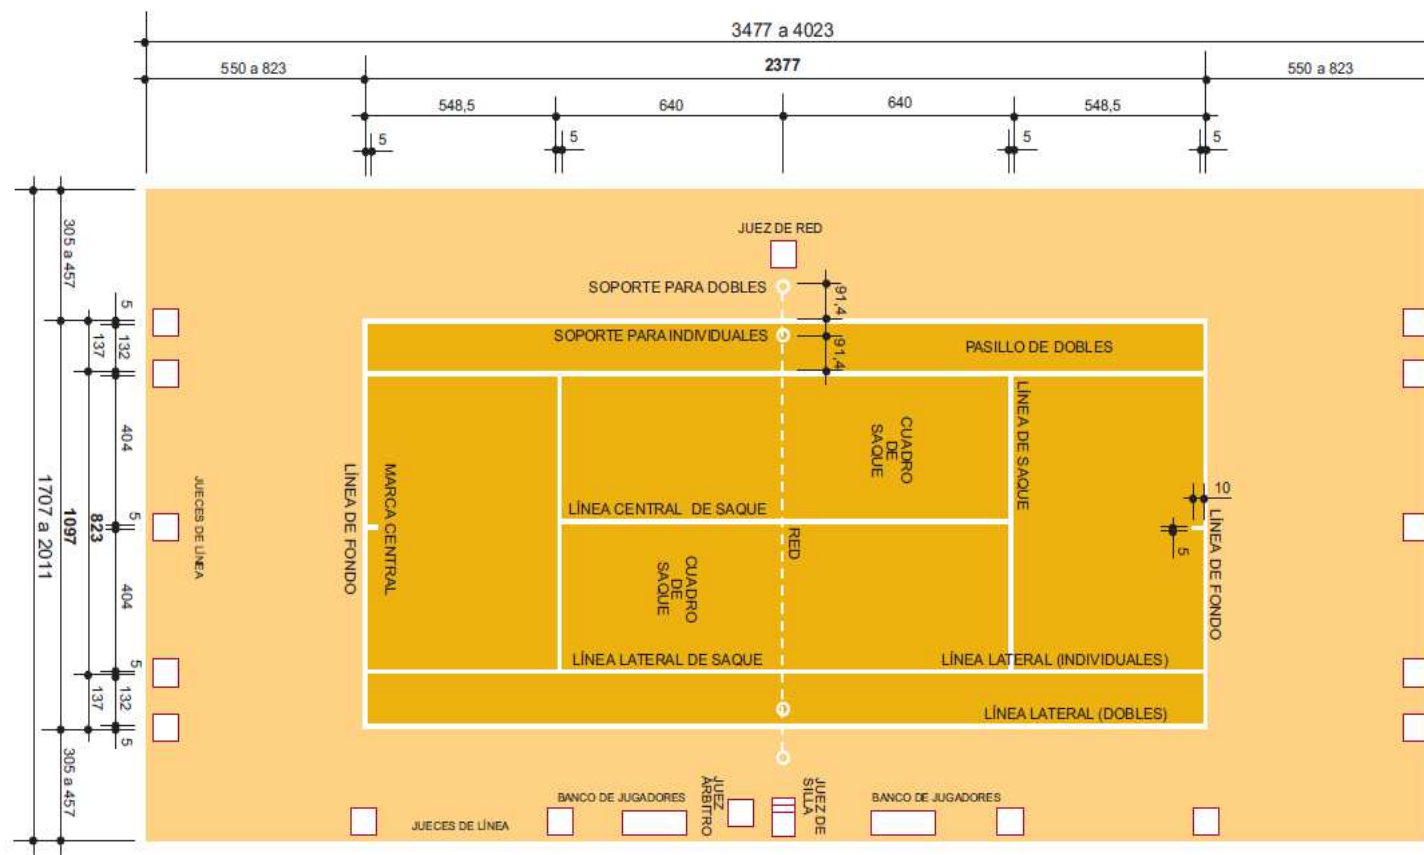 3477 a 4023
550 a 823
2377
550 a 823
548,5
640
640
548,5
5
5
5
5
305 a 457
5
132
137
404
5
404
5
132
137
5
305 a 457
823
1097
1707 a 2011
JUEZ DE RED
SOPORTE PARA DOBLES
91,4
SOPORTE PARA INDIVIDUALES
91,4
PASILLO DE DOBLES
LÍNEA DE SAQUE
CUADRO
DE
SAQUE
JUECES DE LÍNEA
LÍNEA DE FONDO
MARCA CENTRAL
LÍNEA CENTRAL DE SAQUE
RED
10
5
LÍNEA DE FONDO
CUADRO
DE
SAQUE
LÍNEA LATERAL DE SAQUE
LÍNEA LATERAL (INDIVIDUALES)
LÍNEA LATERAL (DOBLES)
BANCO DE JUGADORES
JUEZ
ÁRBITRO
JUEZ DE
SILLA
BANCO DE JUGADORES
JUECES DE LÍNEA